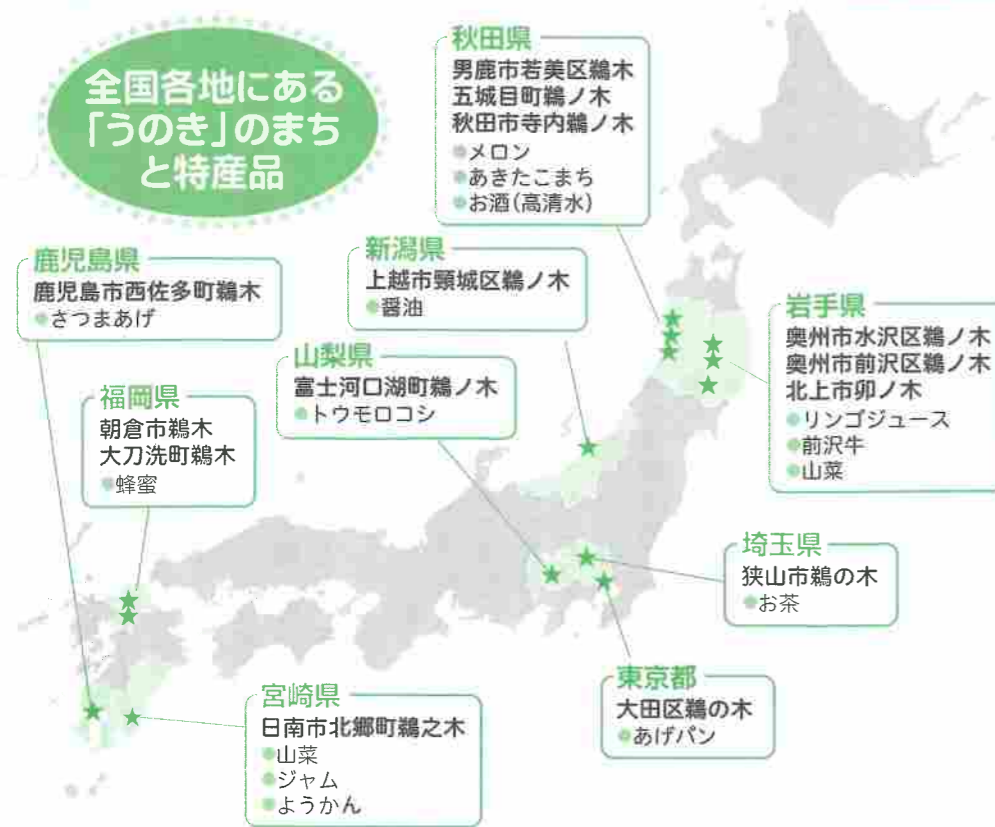 全国各地にある
「うのき」のまち
と特産品
秋田県
男鹿市若美区鵜木
五城目町鵜ノ木
秋田市寺内鵜ノ木
●メロン
●あきたこまち
●お酒(高清水)
鹿児島県
鹿児島市西佐多町鵜木
●さつまあげ
新潟県
上越市頸城区鵜ノ木
●醤油
岩手県
奥州市水沢区鵜ノ木
奥州市前沢区鵜ノ木
北上市卯ノ木
●リンゴジュース
●前沢牛
●山菜
山梨県
富士河口湖町鵜ノ木
●トウモロコシ
福岡県
朝倉市鵜木
大刀洗町鵜木
●蜂蜜
埼玉県
狭山市鵜の木
●お茶
東京都
大田区鵜の木
●あげパン
宮崎県
日南市北郷町鵜之木
●山菜
●ジャム
●ようかん